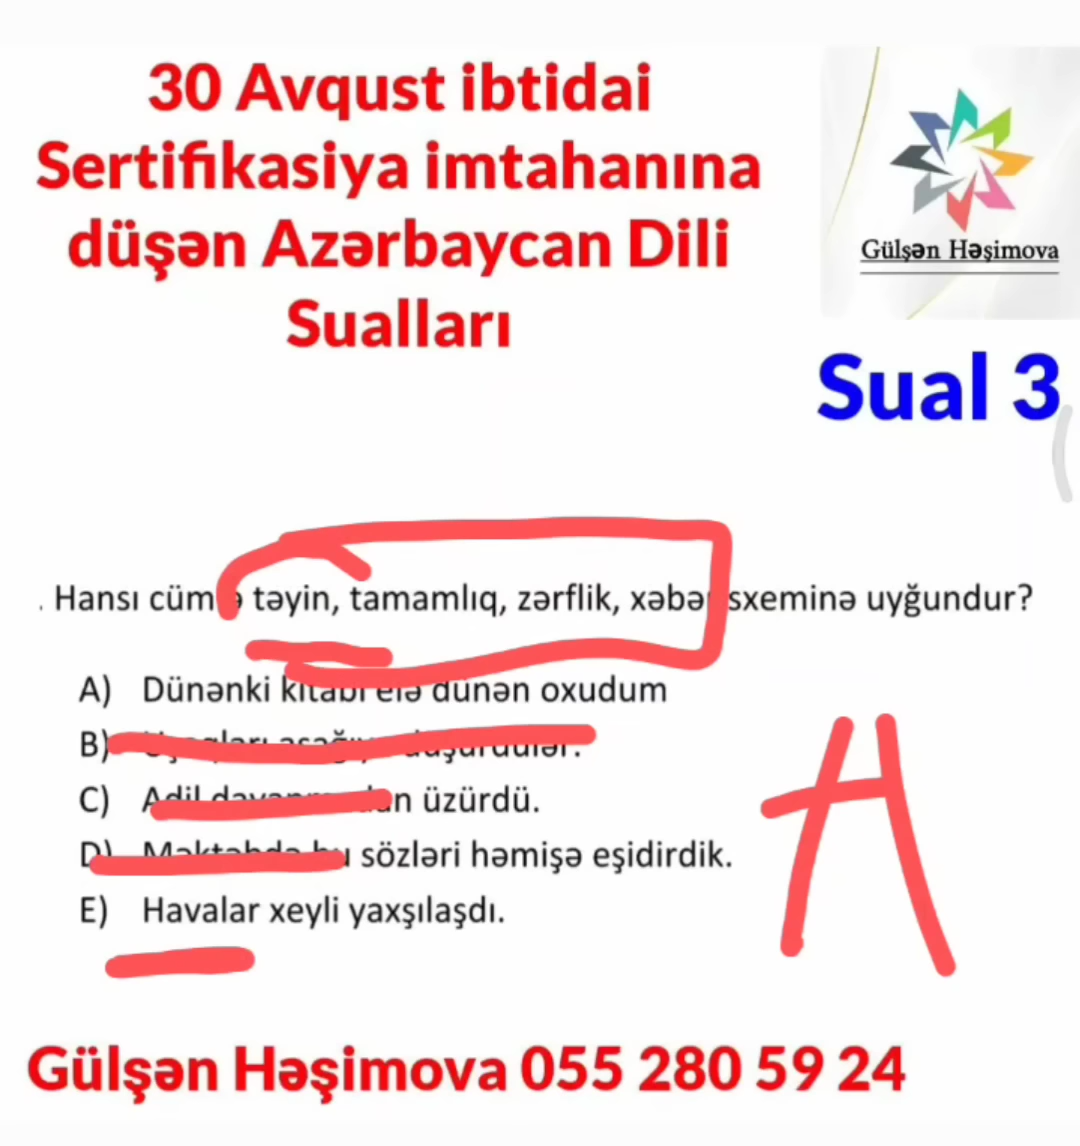 30 Avqust ibtidai
Sertifikasiya imtahanına
düşən Azərbaycan Dili
Sualları
Gülşən Həşimova
Sual 3
. Hansı təyin, tamamlıq, zərflik, sxeminə uyğundur?
A) Dünənki kitabı elə dünən oxudum
B)
C) Adil üzürdü.
D) Məktəbdə bu sözləri həmişə eşidirdik.
E) Havalar xeyli yaxşılaşdı.
A
Gülşən Həşimova 055 280 59 24